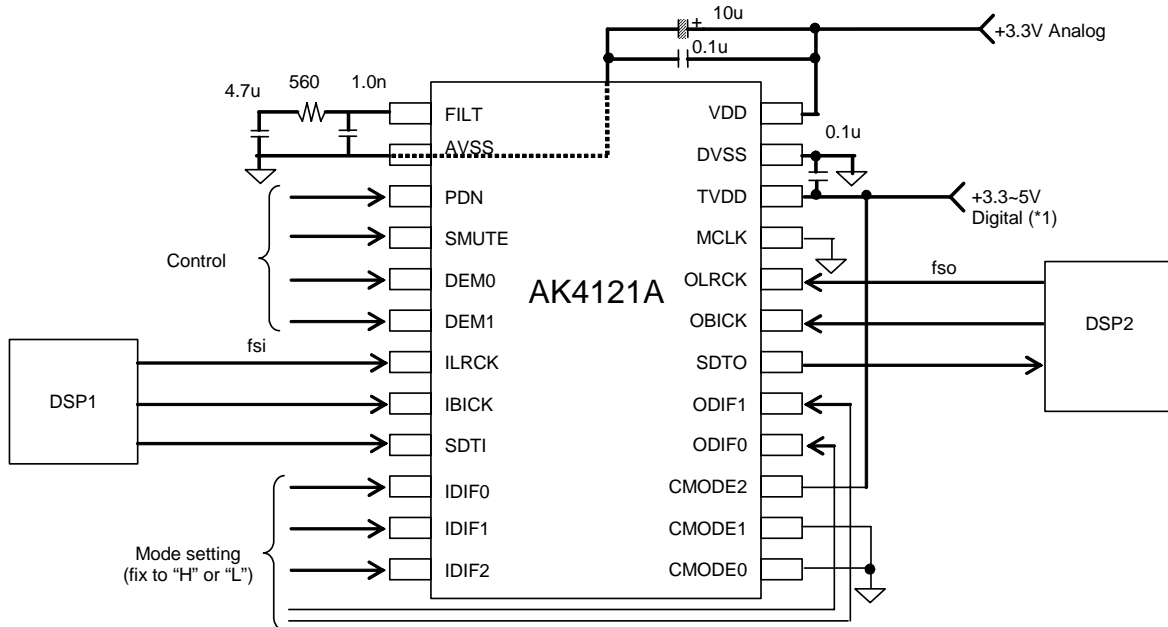 10u
+
+3.3V Analog
0.1u
4.7u
560
1.0n
FILT
VDD
0.1u
AVSS
DVSS
PDN
TVDD
+3.3~5V
Digital (*1)
SMUTE
MCLK
Control
DEM0
AK4121A
OLRCK
fso
DEM1
OBICK
DSP2
fsi
ILRCK
SDTO
DSP1
IBICK
ODIF1
SDTI
ODIF0
IDIF0
CMODE2
IDIF1
CMODE1
Mode setting
(fix to “H” or “L”)
IDIF2
CMODE0